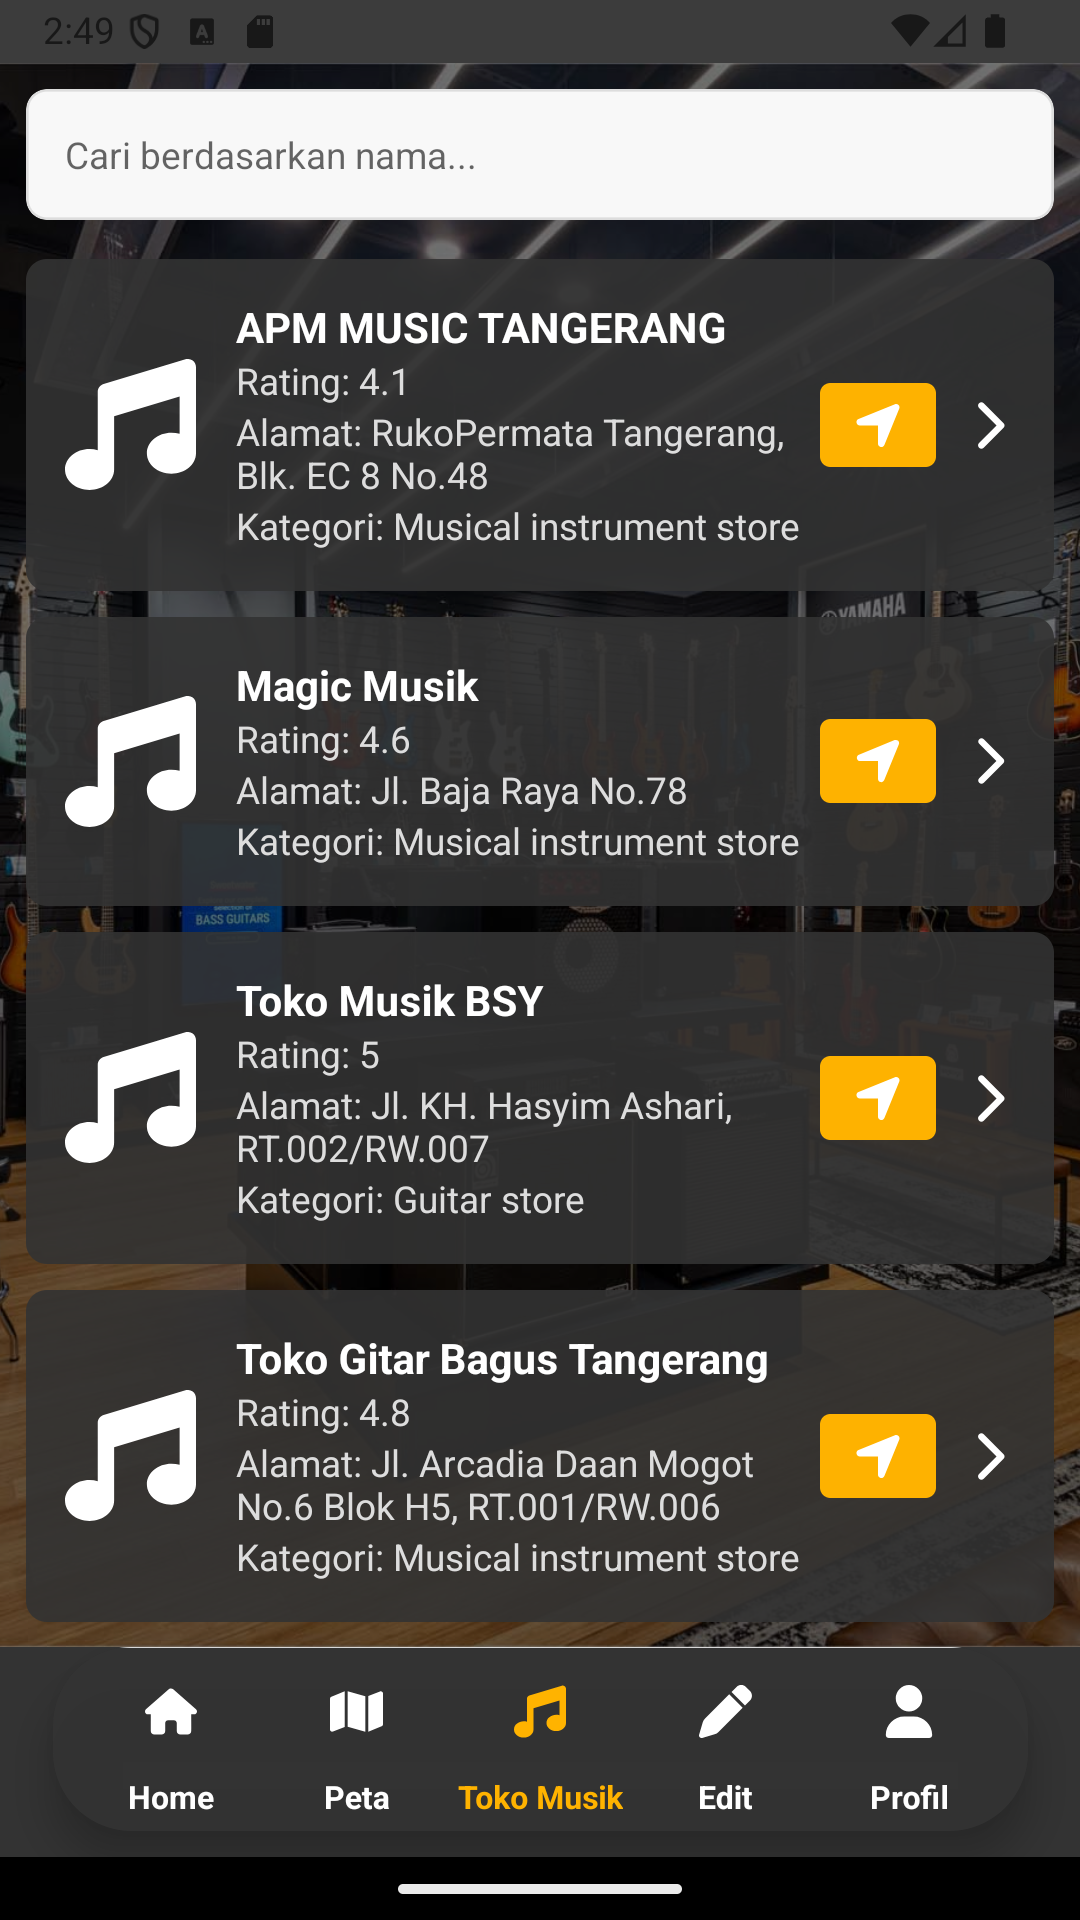 2:49
Cari berdasarkan nama...
APM MUSIC TANGERANG
Rating: 4.1
Alamat: RukoPermata Tangerang,
Blk. EC 8 No.48
Kategori: Musical instrument store
YAMAHA
Magic Musik
Rating: 4.6
Alamat: Jl. Baja Raya No.78
Kategori: Musical instrument store
BASS GUITARS
Toko Musik BSY
Rating: 5
Alamat: Jl. KH. Hasyim Ashari,
RT.002/RW.007
Kategori: Guitar store
Toko Gitar Bagus Tangerang
Rating: 4.8
Alamat: Jl. Arcadia Daan Mogot
No.6 Blok H5, RT.001/RW.006
Kategori: Musical instrument store
Home Peta Toko Musik Edit Profil